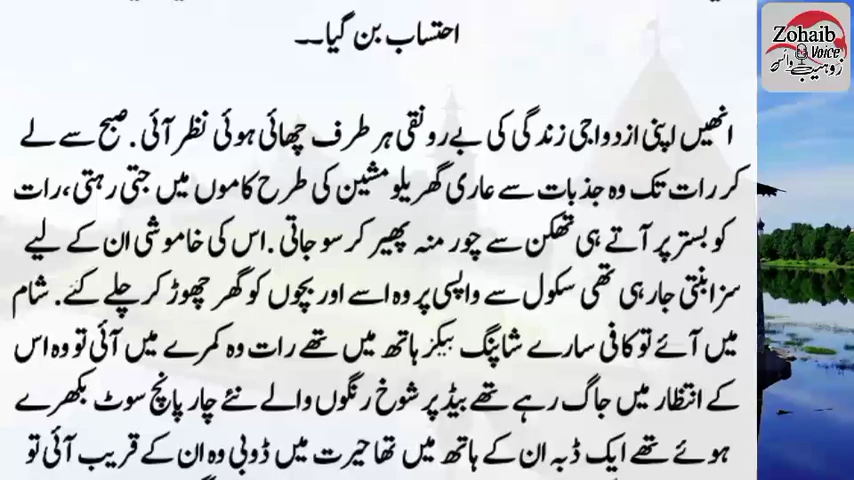 Zohaib
Voice
زوہیب وائس
احتساب بن گیا۔۔
انھیں اپنی ازدواجی زندگی کی بے رونقی ہر طرف چھائی ہوئی نظر آئی. صبح سے لے
کر رات تک وہ جذبات سے عاری گھریلو مشین کی طرح کاموں میں جتی رہتی، رات
کو بستر پر آتے ہی تھکن سے چور منہ پھیر کر سو جاتی. اس کی خاموشی ان کے لیے
سزا بنتی جا رہی تھی سکول سے واپسی پر وہ اسے اور بچوں کو گھر چھوڑ کر چلے گئے. شام
میں آئے تو کافی سارے شاپنگ بیگز ہاتھ میں تھے رات وہ کمرے میں آئی تو وہ اس
کے انتظار میں جاگ رہے تھے بیڈ پر شوخ رنگوں والے نئے چار پانچ سوٹ بکھرے
ہوئے تھے ایک ڈبہ ان کے ہاتھ میں تھا حیرت میں ڈوبی وہ ان کے قریب آئی تو